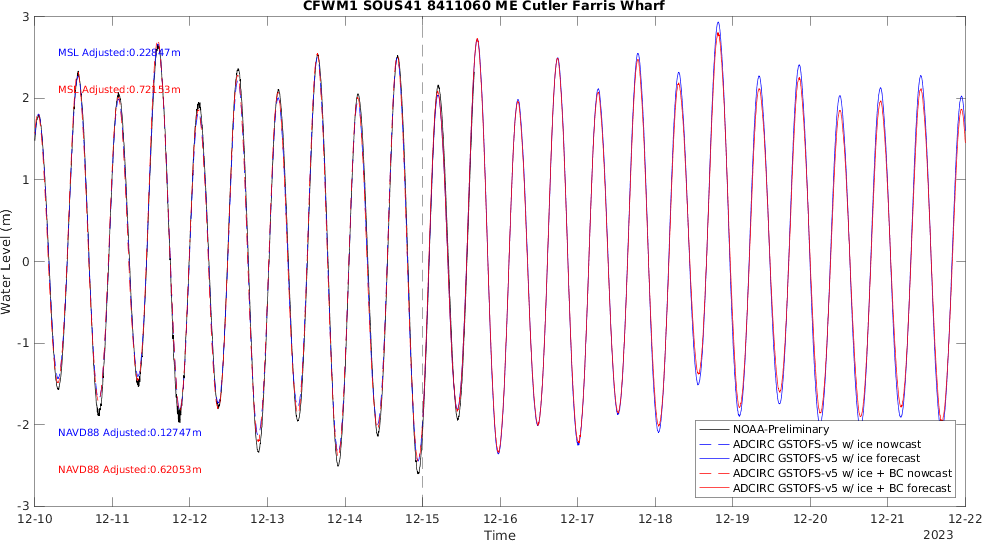 CFWM1 SOUS41 8411060 ME Cutler Farris Wharf
3
2
1
0
-1
-2
-3
Water Level (m)
MSL Adjusted:0.22847m
MSL Adjusted:0.72153m
NAVD88 Adjusted:0.12747m
NAVD88 Adjusted:0.62053m
NOAA-Preliminary
ADCIRC GSTOFS-v5 w/ ice nowcast
ADCIRC GSTOFS-v5 w/ ice forecast
ADCIRC GSTOFS-v5 w/ ice + BC nowcast
ADCIRC GSTOFS-v5 w/ ice + BC forecast
12-10 12-11 12-12 12-13 12-14 12-15 12-16 12-17 12-18 12-19 12-20 12-21 12-22
Time
2023